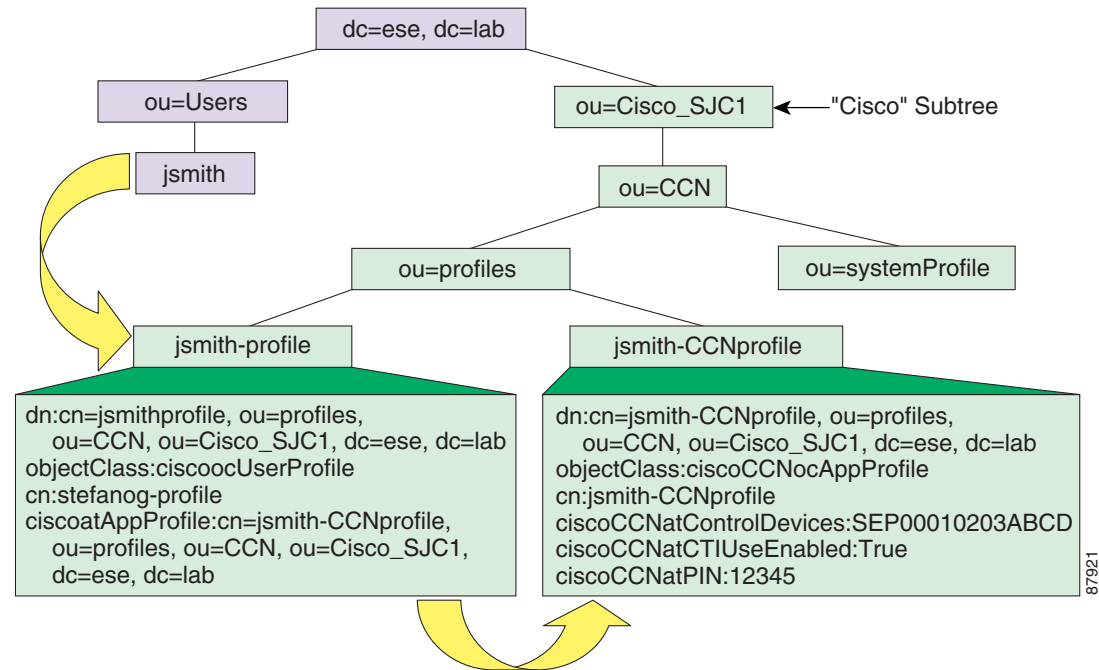 dc=ese, dc=lab
ou=Users
ou=Cisco_SJC1
"Cisco" Subtree
jsmith
ou=CCN
ou=profiles
ou=systemProfile
jsmith-profile
jsmith-CCNprofile
dn:cn=jsmithprofile, ou=profiles,
ou=CCN, ou=Cisco_SJC1, dc=ese, dc=lab
objectClass:ciscoocUserProfile
cn:stefanog-profile
ciscoatAppProfile:cn=jsmith-CCNprofile,
ou=profiles, ou=CCN, ou=Cisco_SJC1,
dc=ese, dc=lab
dn:cn=jsmith-CCNprofile, ou=profiles,
ou=CCN, ou=Cisco_SJC1, dc=ese, dc=lab
objectClass:ciscoCCNocAppProfile
cn:jsmith-CCNprofile
ciscoCCNatControlDevices:SEP00010203ABCD
ciscoCCNatCTIUseEnabled:True
ciscoCCNatPIN:12345
87921